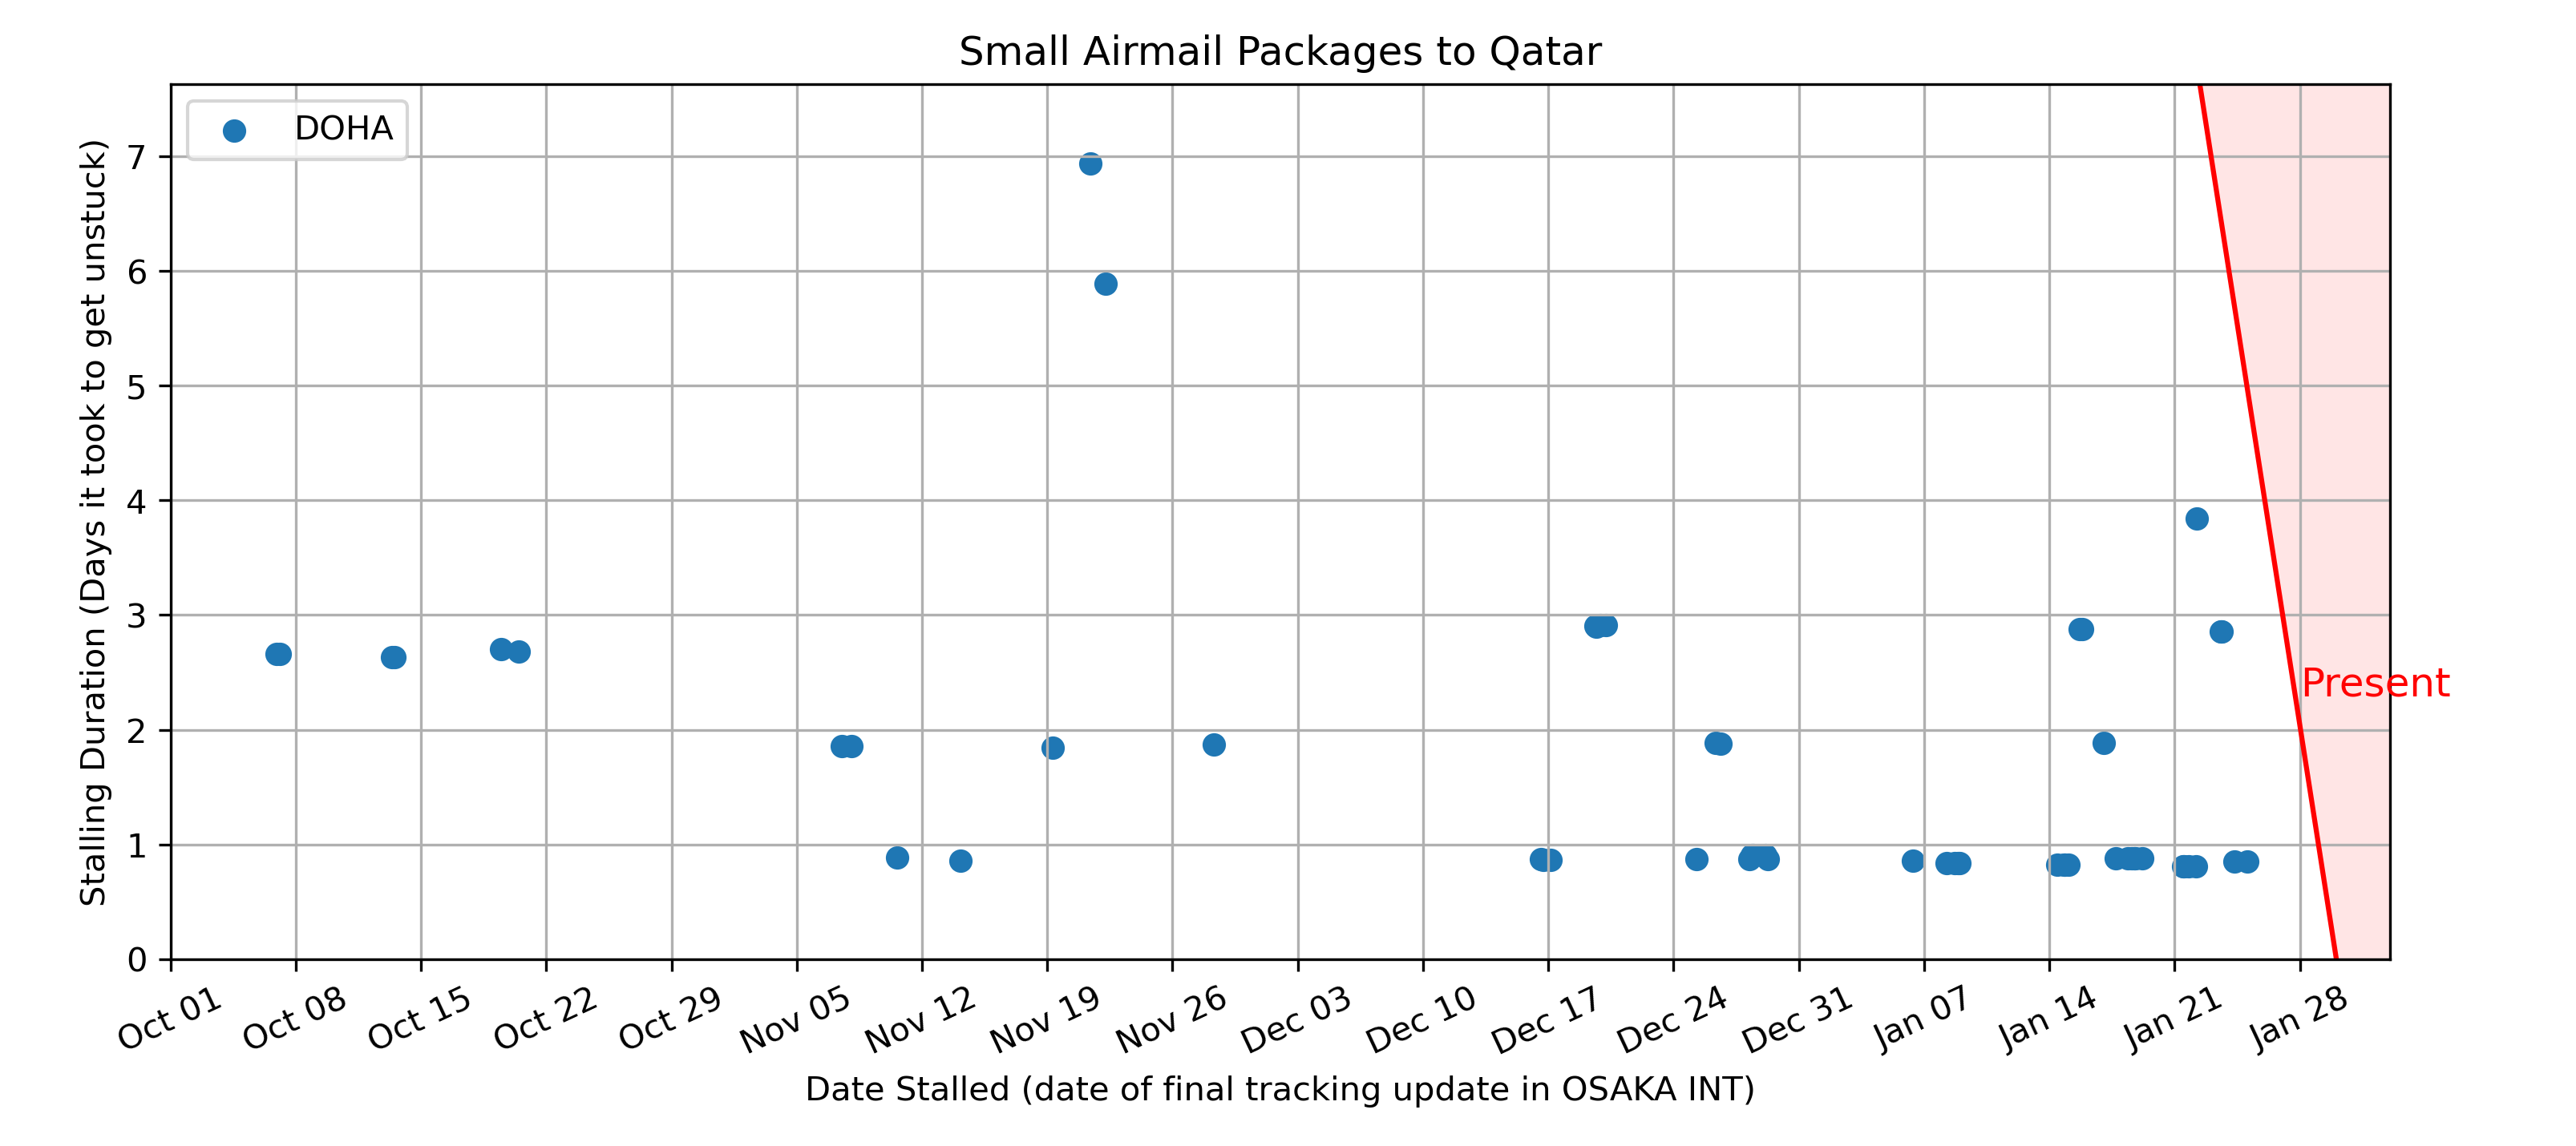 Small Airmail Packages to Qatar
DOHA
Stalling Duration (Days it took to get unstuck)
7
6
5
4
3
2
1
0
Present
Oct 01
Oct 08
Oct 15
Oct 22
Oct 29
Nov 05
Nov 12
Nov 19
Nov 26
Dec 03
Dec 10
Dec 17
Dec 24
Dec 31
Jan 07
Jan 14
Jan 21
Jan 28
Date Stalled (date of final tracking update in OSAKA INT)